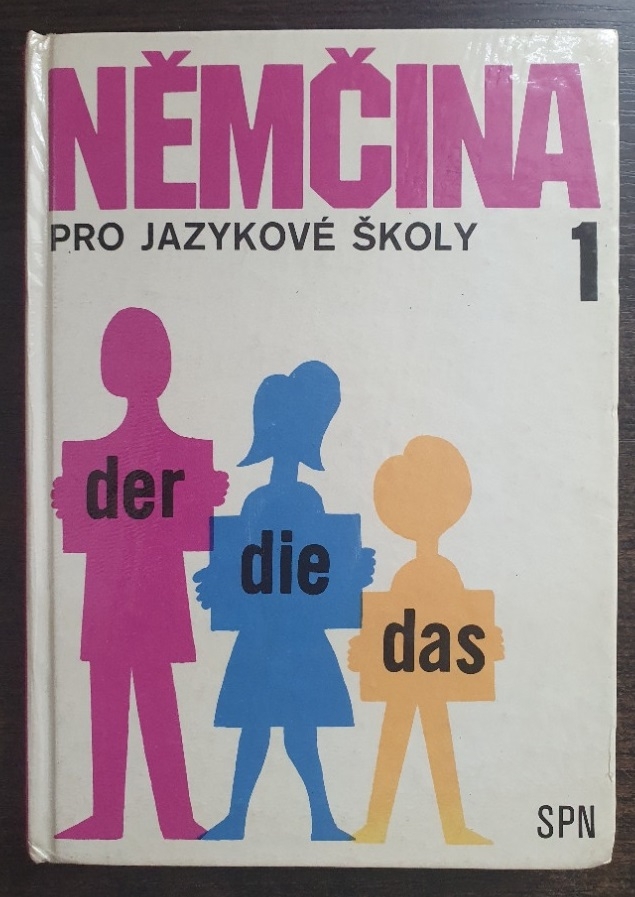 NĚMČINA
PRO JAZYKOVÉ ŠKOLY
1
der
die
das
SPN